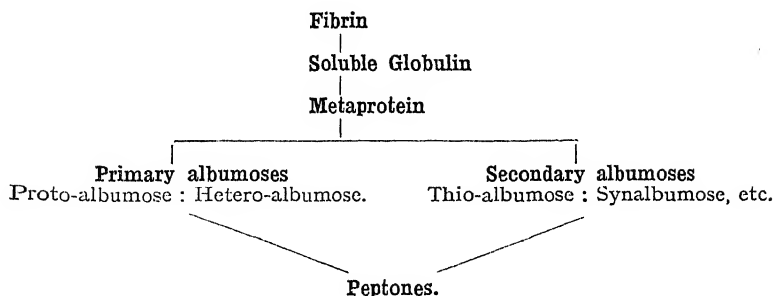 Fibrin
Soluble Globulin
Metaprotein
Primary albumoses
Proto-albumose : Hetero-albumose.
Secondary albumoses
Thio-albumose : Synalbumose, etc.
Peptones.